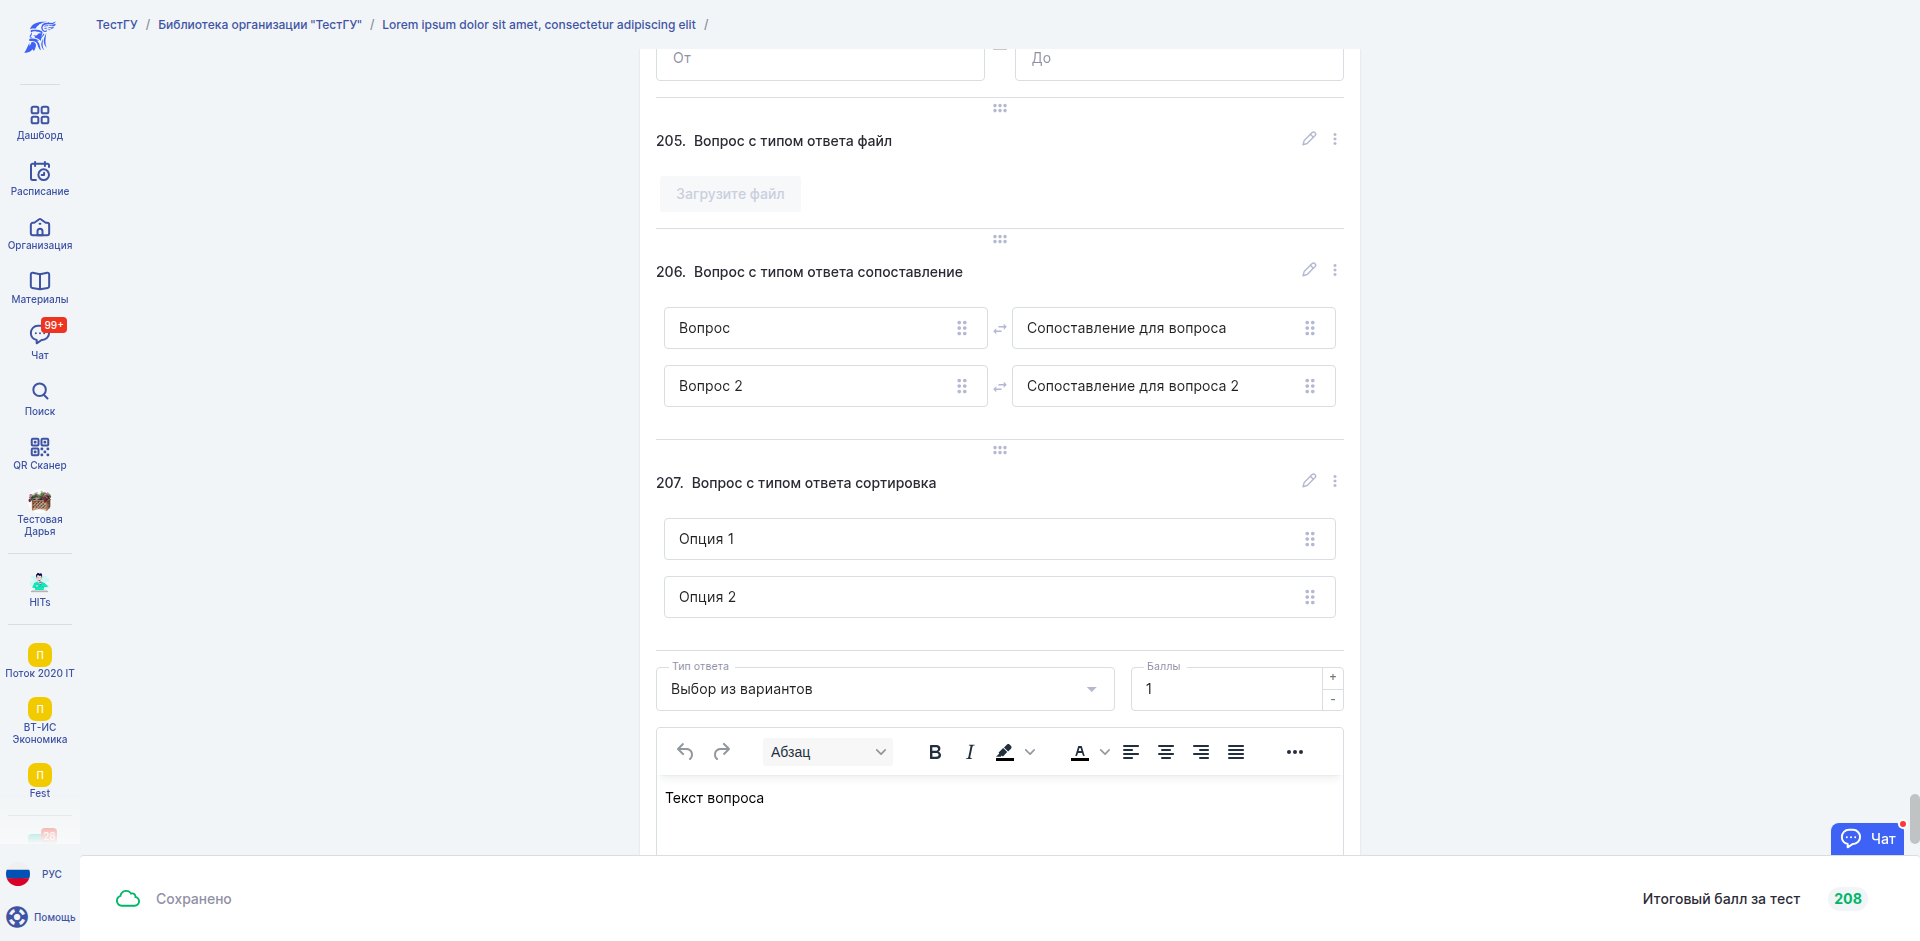 ТестГУ / Библиотека организации "ТестГУ" / Lorem ipsum dolor sit amet, consectetur adipiscing elit /
Дашборд
Расписание
Организация
Материалы
99+
Чат
Поиск
QR Сканер
Тестовая
Дарья
HITs
П
Поток 2020 IT
П
ВТ-ИС
Экономика
П
Fest
28
РУС
Помощь
От
До
205. Вопрос с типом ответа файл
Загрузите файл
206. Вопрос с типом ответа сопоставление
Вопрос
Сопоставление для вопроса
Вопрос 2
Сопоставление для вопроса 2
207. Вопрос с типом ответа сортировка
Опция 1
Опция 2
Тип ответа
Выбор из вариантов
Баллы
1
+
-
Абзац
B
I
A
Текст вопроса
Чат
Сохранено
Итоговый балл за тест 208